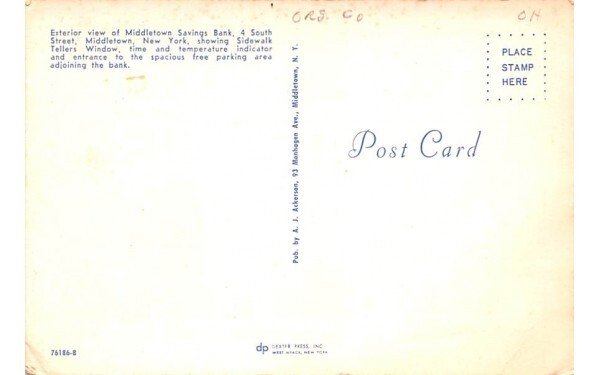 ORG. CO
OH
Exterior view of Middletown Savings Bank, 4 South
Street, Middletown, New York, showing Sidewalk
Tellers Window, time and temperature indicator
and entrance to the spacious free parking area
adjoining the bank.
PLACE
STAMP
HERE
Post Card
Pub. by A. J. Ackerson, 93 Monhagen Ave., Middletown, N. Y.
76186-B
dp DEXTER PRESS, INC.
WEST NYACK, NEW YORK